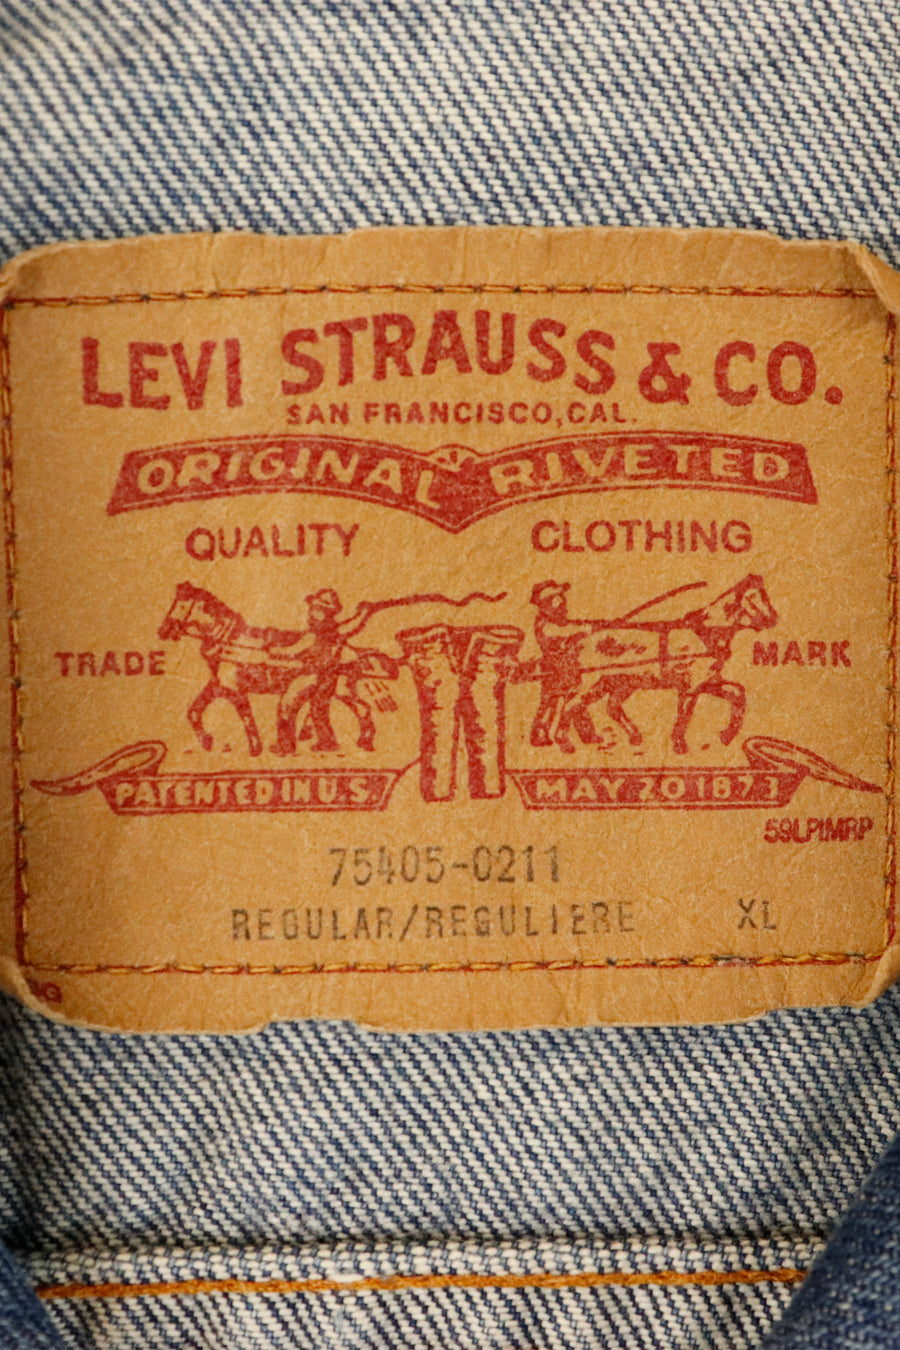 LEVI STRAUSS & CO.
SAN FRANCISCO, CAL.
ORIGINAL RIVETED
QUALITY CLOTHING
TRADE MARK
PATENTED IN U.S. MAY 20 1873
59LPIMRP
75405-0211
REGULAR/REGULIERE XL